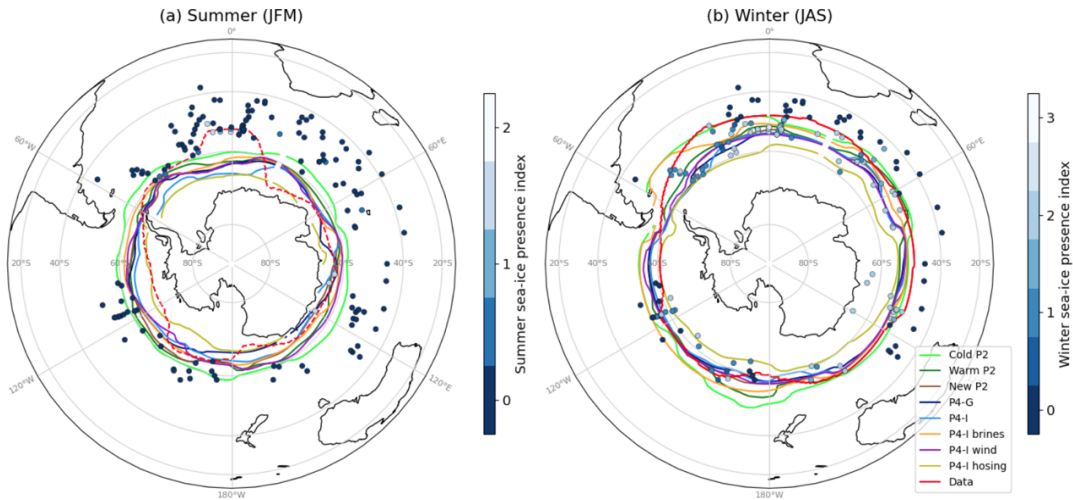 (a) Summer (JFM)
(b) Winter (JAS)
0°
60°W
60°E
20°S
40°S
60°S
80°S
80°S
60°S
40°S
20°S
120°W
120°E
180°W
2
1
0
Summer sea-ice presence index
0°
60°W
60°E
20°S
40°S
60°S
80°S
80°S
60°S
40°S
20°S
120°W
180°W
3
2
1
0
Winter sea-ice presence index
Cold P2
Warm P2
New P2
P4-G
P4-I
P4-I brines
P4-I wind
P4-I hosing
Data